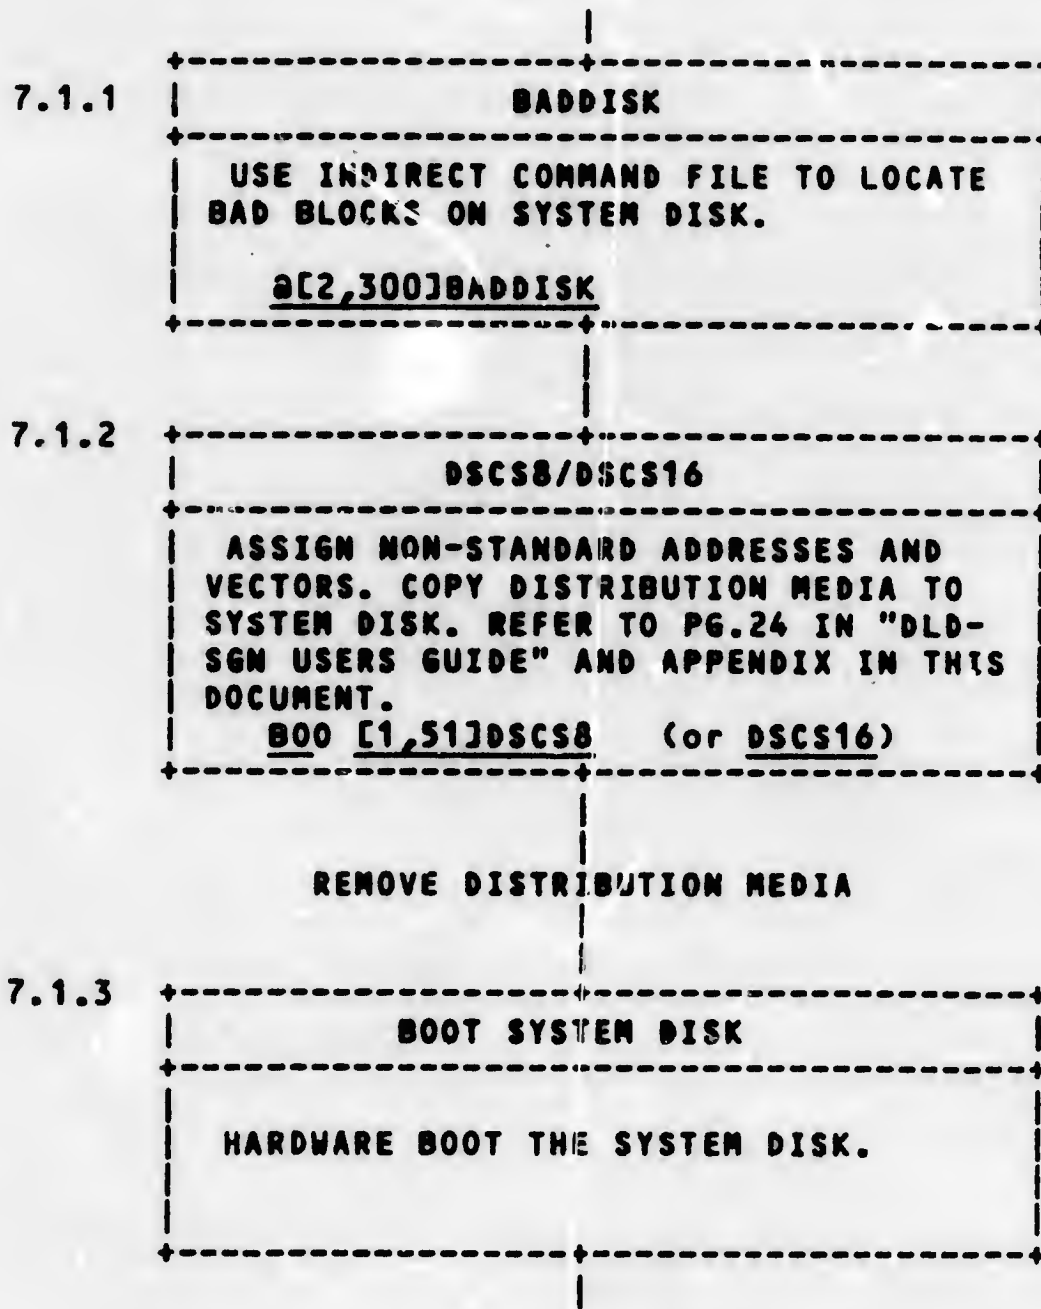 7.1.1 BADDISK
USE INDIRECT COMMAND FILE TO LOCATE
BAD BLOCKS ON SYSTEM DISK.
@[2,300]BADDISK
7.1.2
DSCS8/DSCS16
ASSIGN NON-STANDARD ADDRESSES AND
VECTORS. COPY DISTRIBUTION MEDIA TO
SYSTEM DISK. REFER TO PG.24 IN "DLD-
SGN USERS GUIDE" AND APPENDIX IN THIS
DOCUMENT.
BOO [1,51]DSCS8 (or DSCS16)
REMOVE DISTRIBUTION MEDIA
7.1.3
BOOT SYSTEM DISK
HARDWARE BOOT THE SYSTEM DISK.